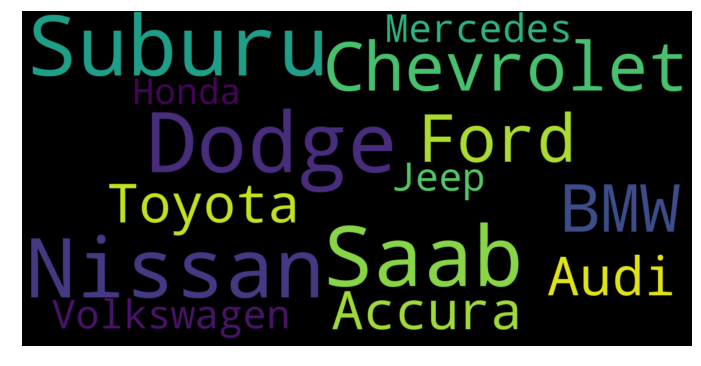 Suburu
Mercedes
Chevrolet
Honda
Dodge
Ford
Jeep
Toyota
BMW
Nissan
Saab
Audi
Volkswagen
Accura